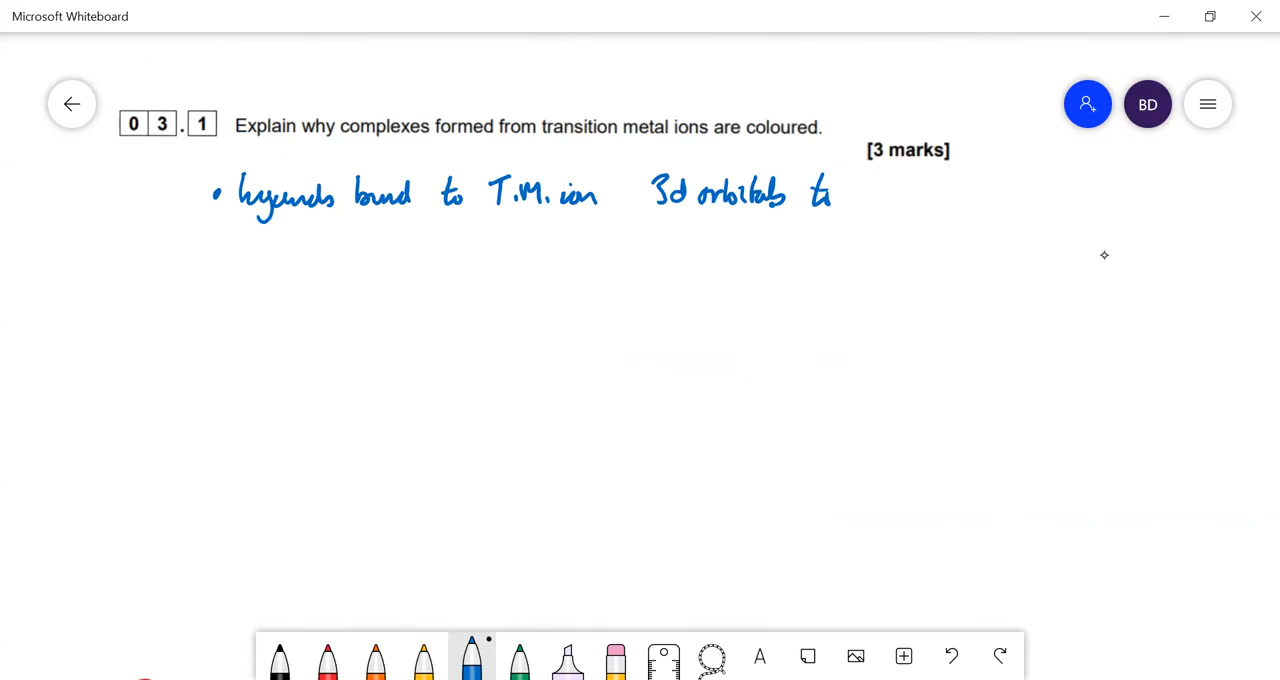 Microsoft Whiteboard
BD
0 3 . 1 Explain why complexes formed from transition metal ions are coloured.
[3 marks]
• ligands bind to T.M. ion 3d orbitals to
A